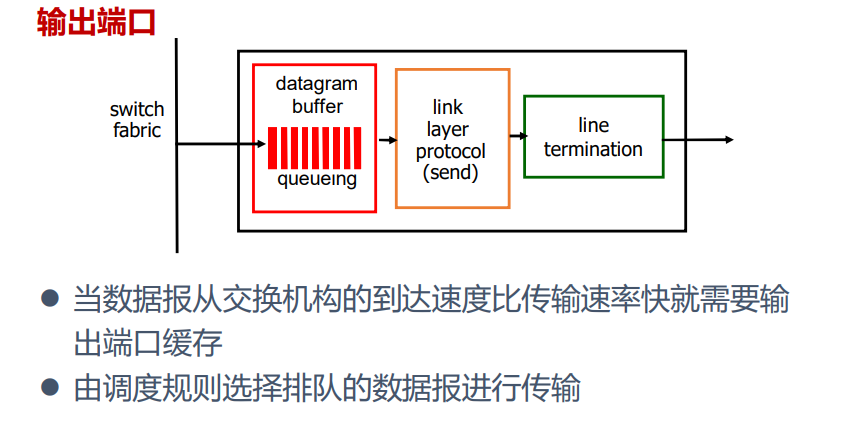 输出端口
switch
fabric
datagram
buffer
queueing
link
layer
protocol
(send)
line
termination
● 当数据报从交换机构的到达速度比传输速率快就需要输
出端口缓存
● 由调度规则选择排队的数据报进行传输